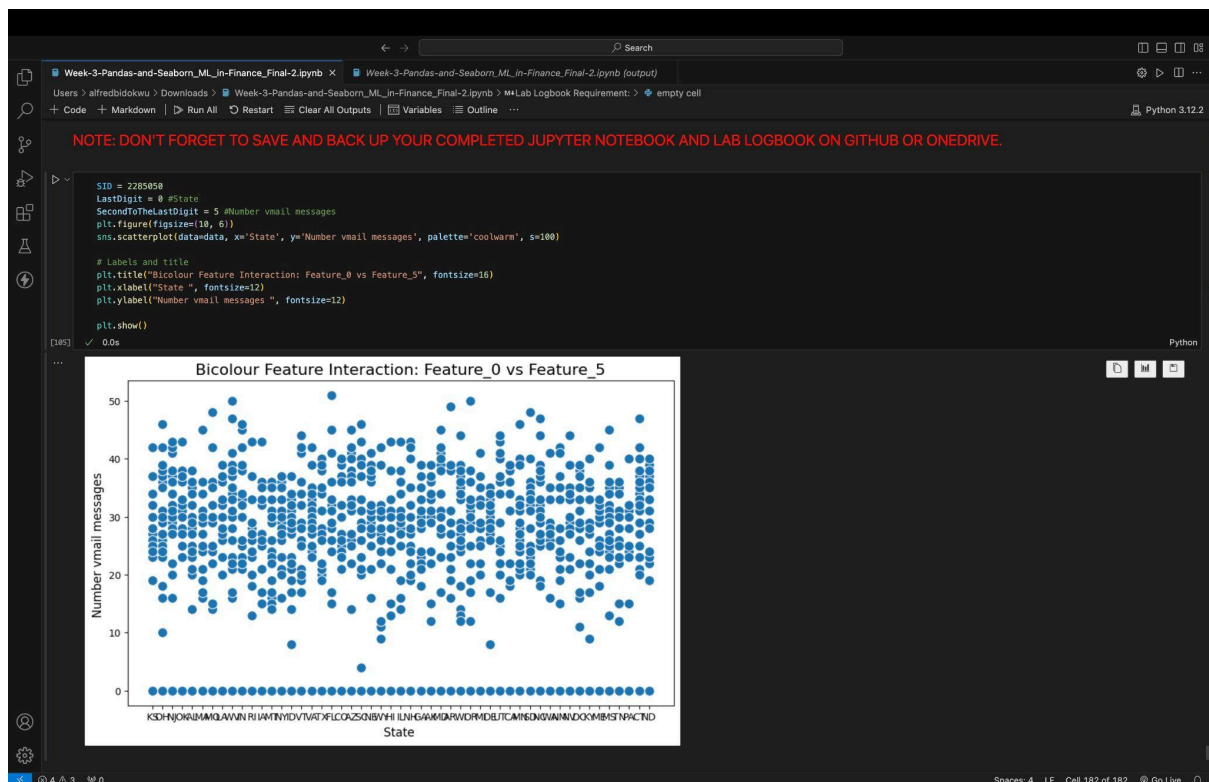 Search
Week-3-Pandas-and-Seaborn_ML_in-Finance_Final-2.ipynb
Week-3-Pandas-and-Seaborn_ML_in-Finance_Final-2.ipynb (output)
Users > alfredbidokwu > Downloads > Week-3-Pandas-and-Seaborn_ML_in-Finance_Final-2.ipynb > M↓Lab Logbook Requirement: > empty cell
+ Code + Markdown | Run All Restart Clear All Outputs | Variables Outline ... Python 3.12.2
NOTE: DON'T FORGET TO SAVE AND BACK UP YOUR COMPLETED JUPYTER NOTEBOOK AND LAB LOGBOOK ON GITHUB OR ONEDRIVE.
SID = 2285050
LastDigit = 0 #State
SecondToTheLastDigit = 5 #Number vmail messages
plt.figure(figsize=(10, 6))
sns.scatterplot(data=data, x='State', y='Number vmail messages', palette='coolwarm', s=100)
# Labels and title
plt.title("Bicolour Feature Interaction: Feature_0 vs Feature_5", fontsize=16)
plt.xlabel("State ", fontsize=12)
plt.ylabel("Number vmail messages ", fontsize=12)
plt.show()
[105] ✓ 0.0s Python
Bicolour Feature Interaction: Feature_0 vs Feature_5
50
40
30
20
10
0
Number vmail messages
State
4 3 0 Spaces: 4 LF Cell 182 of 182 Go Live